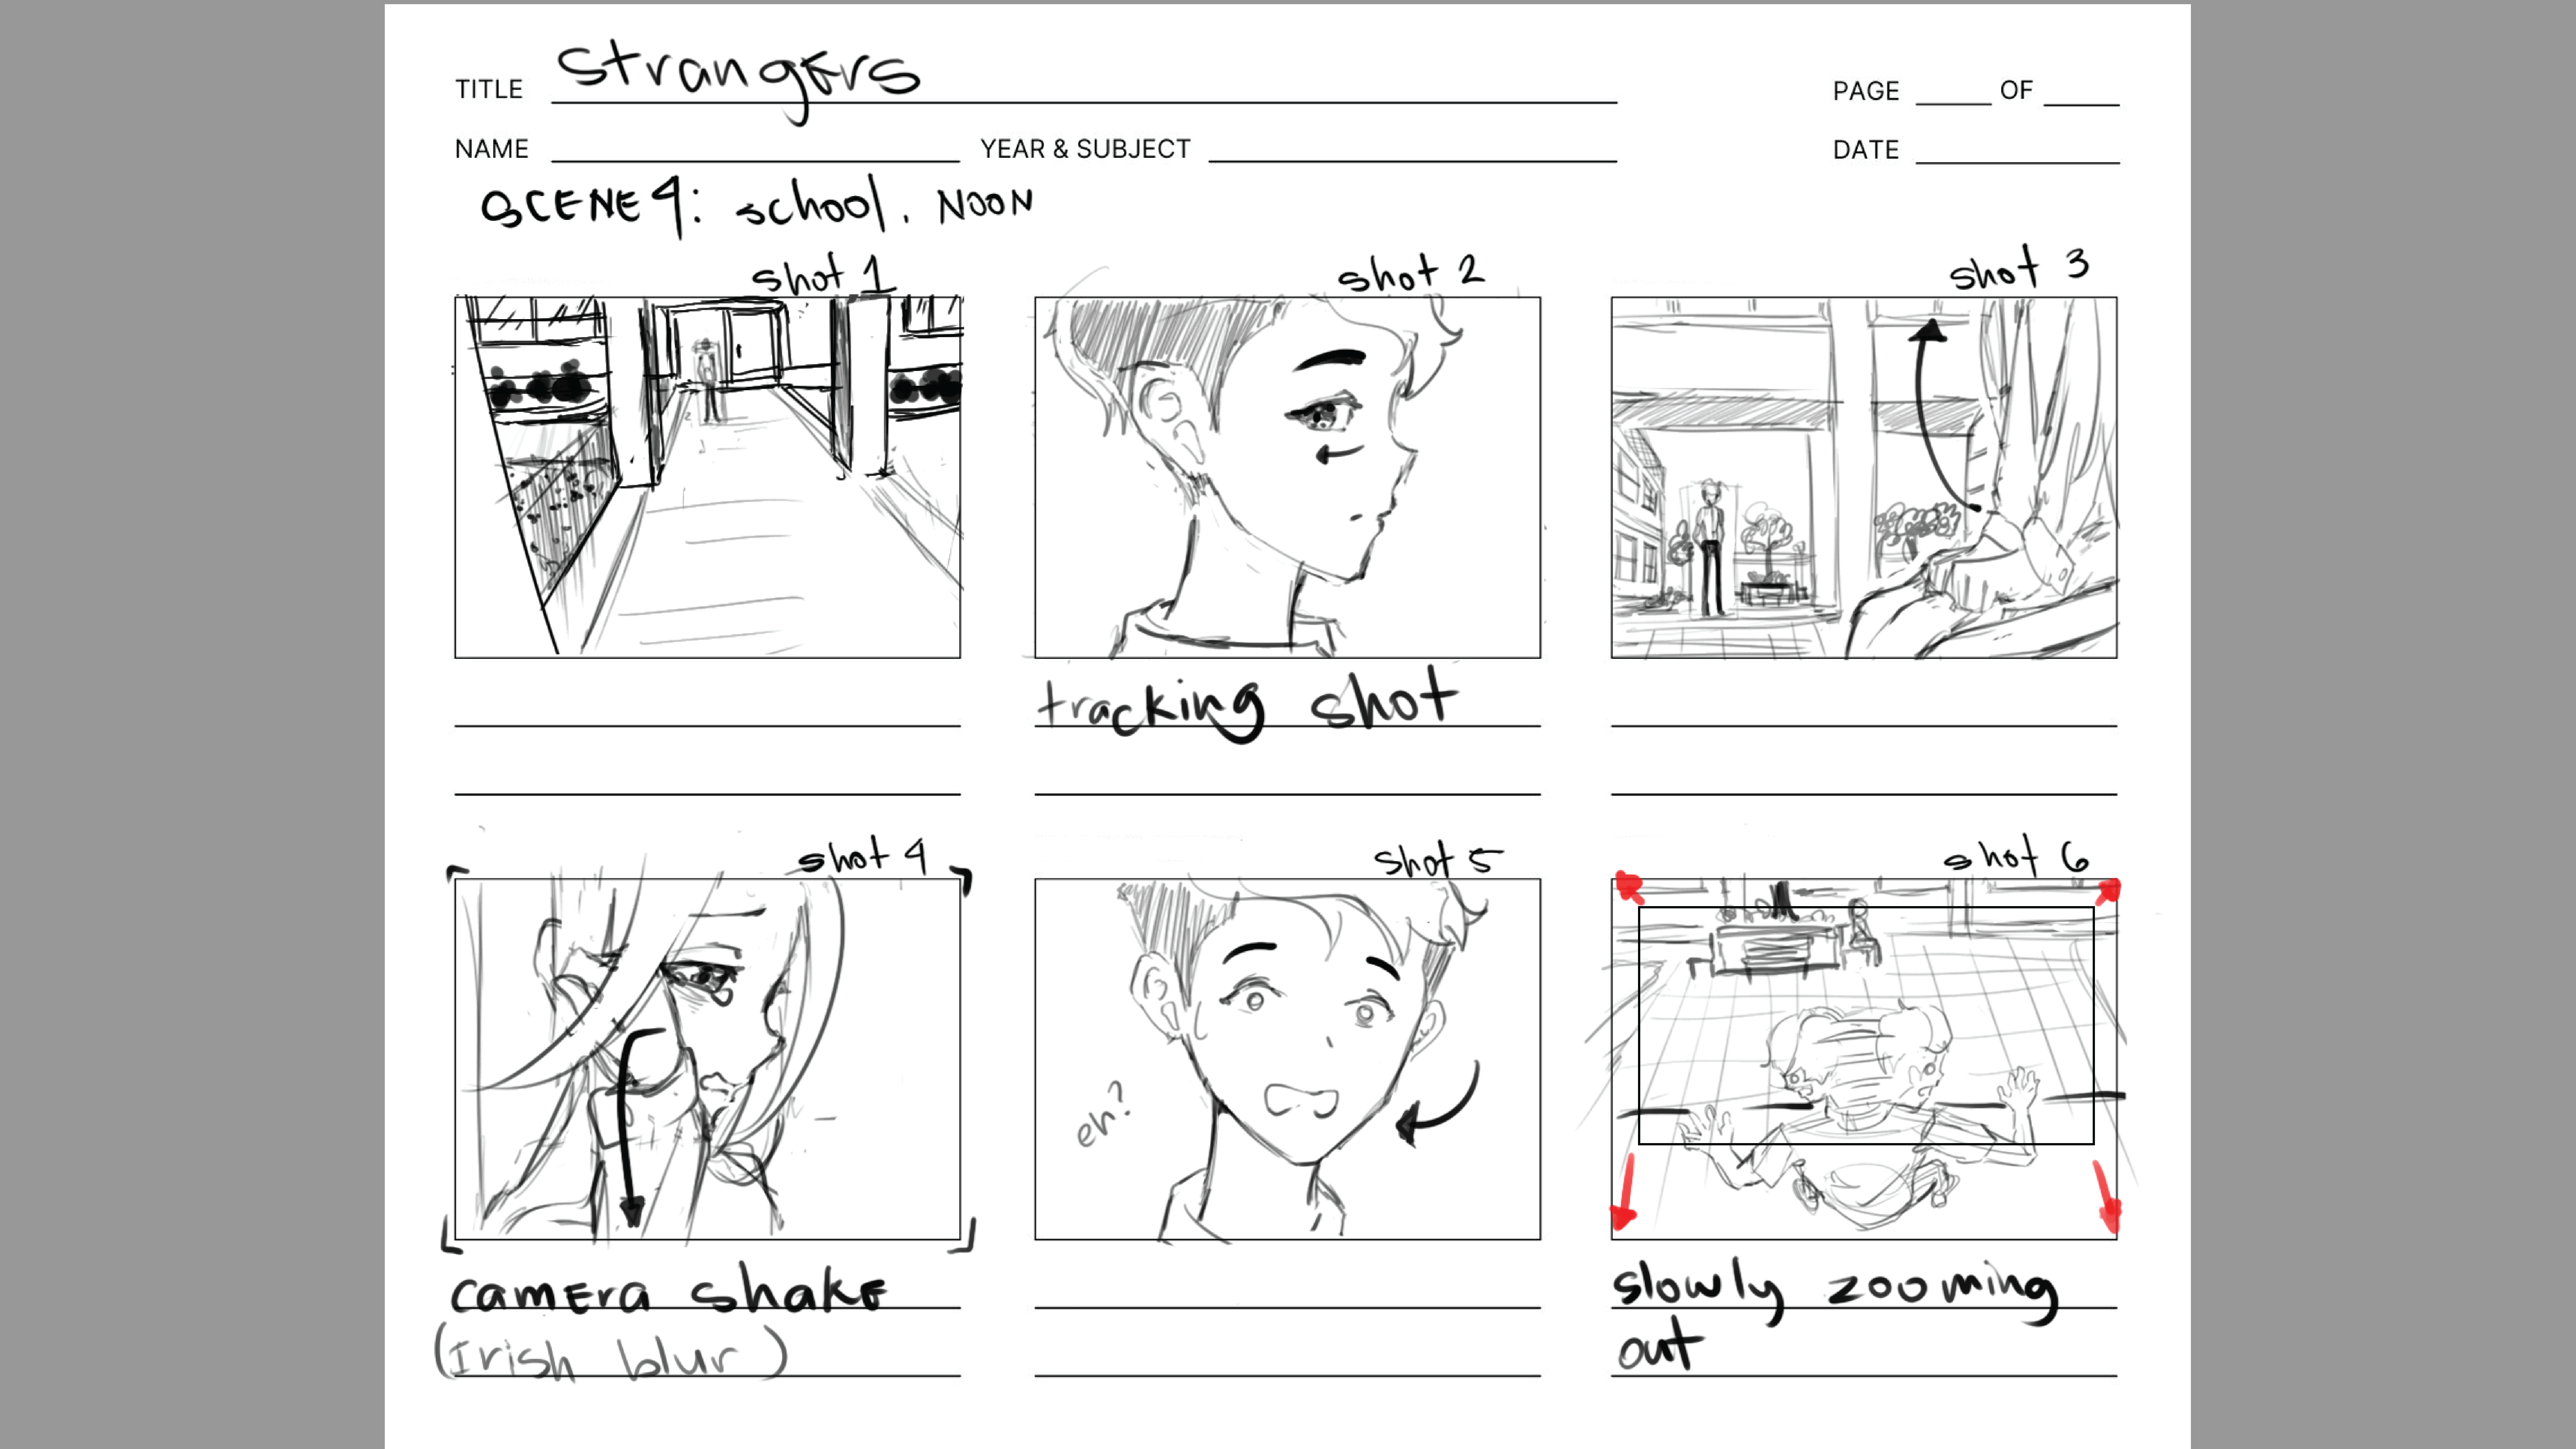 TITLE strangers
PAGE OF
NAME YEAR & SUBJECT
DATE
SCENE 4: school. NOON
shot 1
shot 2
shot 3
tracking shot
shot 4
shot 5
shot 6
eh?
camera shake
(Irish blur)
slowly zooming
out